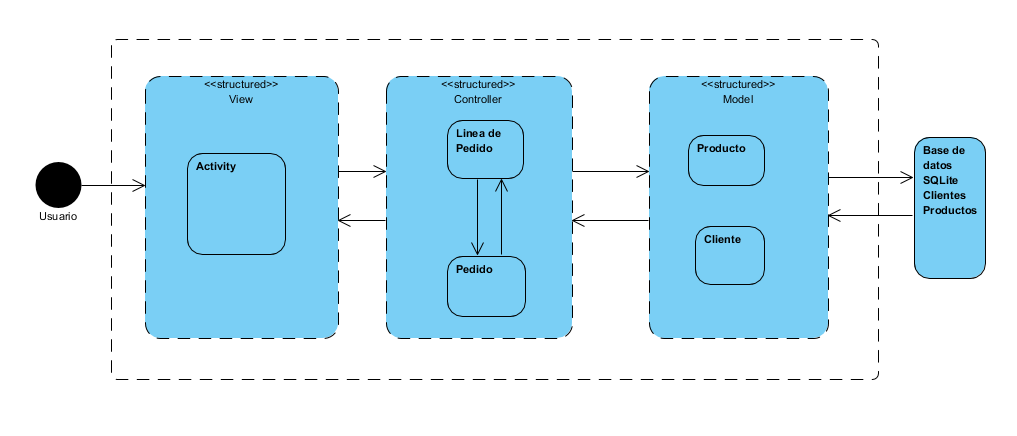 Usuario
<<structured>>
View
Activity
<<structured>>
Controller
Linea de
Pedido
Pedido
<<structured>>
Model
Producto
Cliente
Base de
datos
SQLite
Clientes
Productos